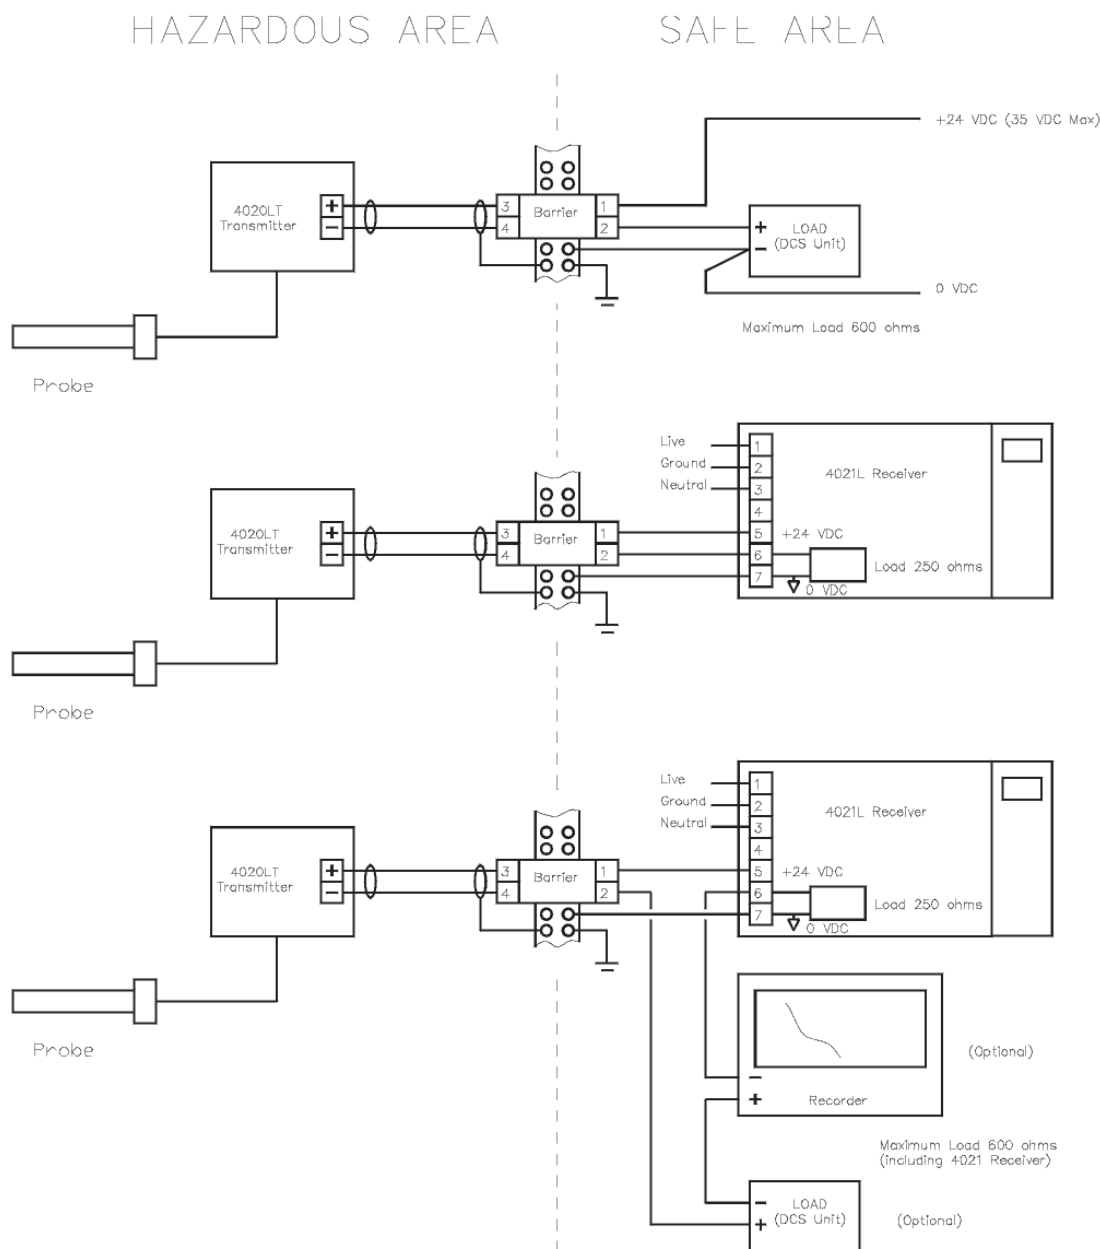 HAZARDOUS AREA
SAFE AREA
+24 VDC (35 VDC Max)
4020LT
Transmitter
+
−
3
4
Barrier
1
2
+
−
LOAD
(DCS Unit)
0 VDC
Maximum Load 600 ohms
Probe
Live
Ground
Neutral
1
2
3
4
5
6
7
4021L Receiver
+24 VDC
Load 250 ohms
0 VDC
4020LT
Transmitter
+
−
3
4
Barrier
1
2
Probe
Live
Ground
Neutral
1
2
3
4
5
6
7
4021L Receiver
+24 VDC
Load 250 ohms
0 VDC
4020LT
Transmitter
+
−
3
4
Barrier
1
2
Probe
(Optional)
−
+
Recorder
Maximum Load 600 ohms
(including 4021 Receiver)
−
+
LOAD
(DCS Unit)
(Optional)